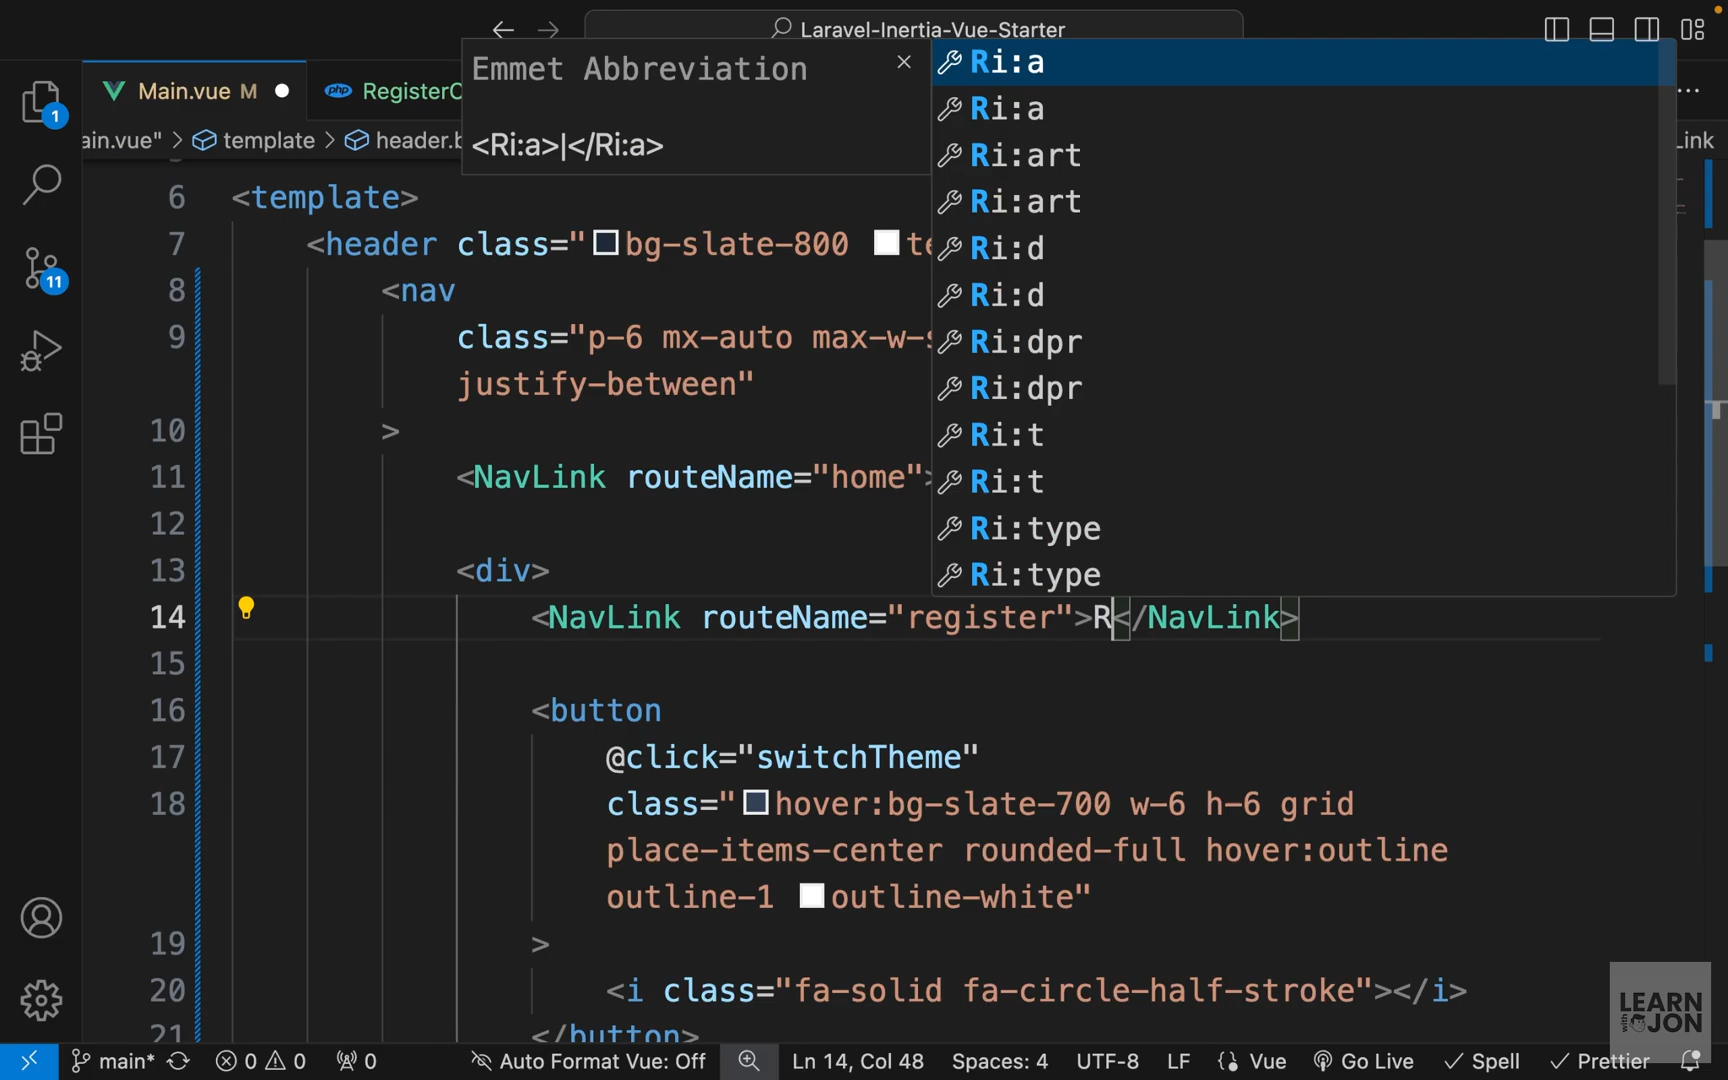 Laravel-Inertia-Vue-Starter
Main.vue M
RegisterC
ain.vue" > template > header.b
Link
Emmet Abbreviation
<Ri:a>|</Ri:a>
Ri:a
Ri:a
Ri:art
Ri:art
Ri:d
Ri:d
Ri:dpr
Ri:dpr
Ri:t
Ri:t
Ri:type
Ri:type
1
11
6 <template>
7 <header class="bg-slate-800 te
8 <nav
9 class="p-6 mx-auto max-w-s
justify-between"
10 >
11 <NavLink routeName="home">
12
13 <div>
14 <NavLink routeName="register">R</NavLink>
15
16 <button
17 @click="switchTheme"
18 class="hover:bg-slate-700 w-6 h-6 grid
place-items-center rounded-full hover:outline
outline-1 outline-white"
19 >
20 <i class="fa-solid fa-circle-half-stroke"></i>
21 </button>
LEARN
with
JON
main* 0 0 0 Auto Format Vue: Off Ln 14, Col 48 Spaces: 4 UTF-8 LF Vue Go Live Spell Prettier